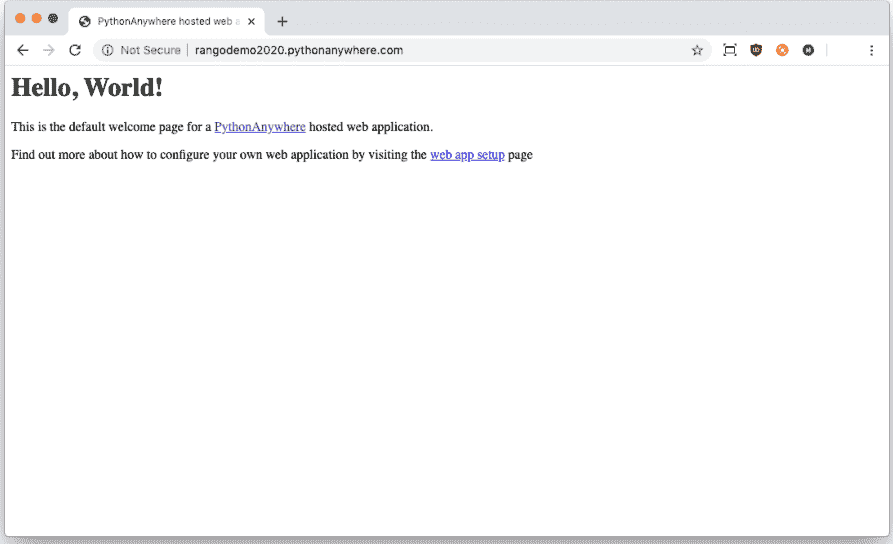 PythonAnywhere hosted web a
Not Secure | rangodemo2020.pythonanywhere.com
Hello, World!
This is the default welcome page for a PythonAnywhere hosted web application.
Find out more about how to configure your own web application by visiting the web app setup page